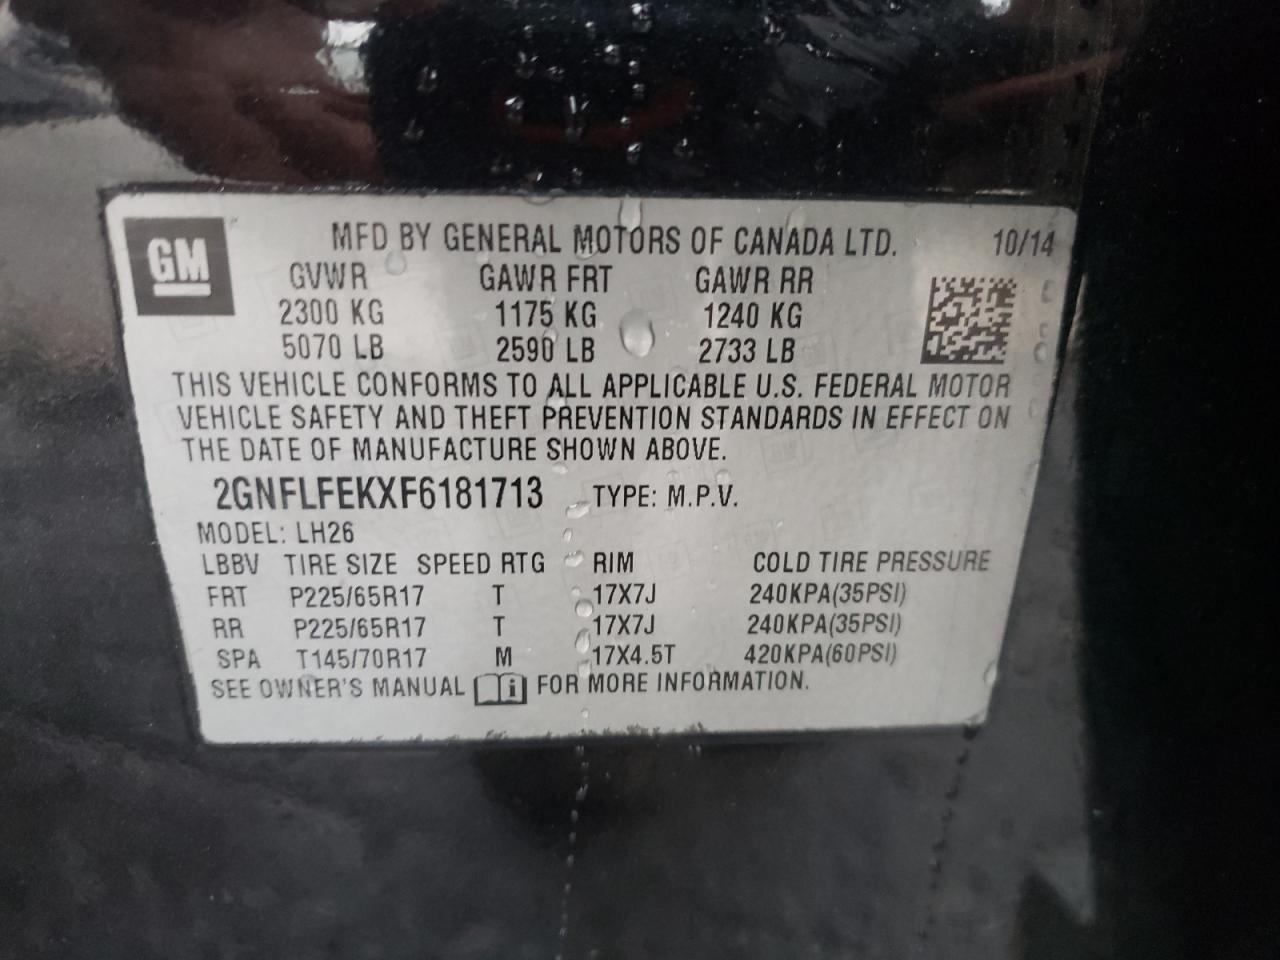 GM
MFD BY GENERAL MOTORS OF CANADA LTD. 10/14
GVWR GAWR FRT GAWR RR
2300 KG 1175 KG 1240 KG
5070 LB 2590 LB 2733 LB
THIS VEHICLE CONFORMS TO ALL APPLICABLE U.S. FEDERAL MOTOR
VEHICLE SAFETY AND THEFT PREVENTION STANDARDS IN EFFECT ON
THE DATE OF MANUFACTURE SHOWN ABOVE.
2GNFLFEKXF6181713 TYPE: M.P.V.
MODEL: LH26
LBBV TIRE SIZE SPEED RTG RIM COLD TIRE PRESSURE
FRT P225/65R17 T 17X7J 240KPA(35PSI)
RR P225/65R17 T 17X7J 240KPA(35PSI)
SPA T145/70R17 M 17X4.5T 420KPA(60PSI)
SEE OWNER'S MANUAL i FOR MORE INFORMATION.